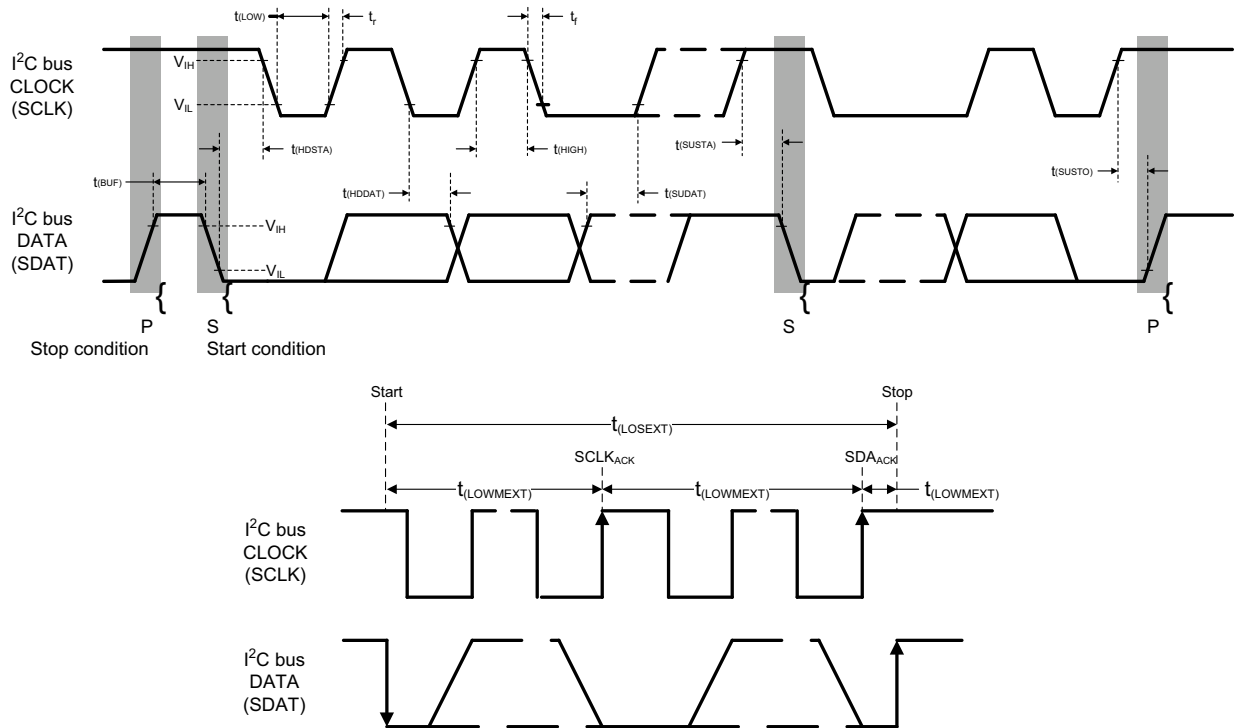 t(LOW)
tr
tf
I2C bus
CLOCK
(SCLK)
VIH
VIL
t(HDSTA)
t(HIGH)
t(SUSTA)
t(BUF)
t(HDDAT)
t(SUDAT)
t(SUSTO)
I2C bus
DATA
(SDAT)
VIH
VIL
{
{
{
{
P
S
S
P
Stop condition
Start condition
Start
Stop
t(LOSEXT)
SCLKACK
SDAACK
t(LOWMEXT)
t(LOWMEXT)
t(LOWMEXT)
I2C bus
CLOCK
(SCLK)
I2C bus
DATA
(SDAT)